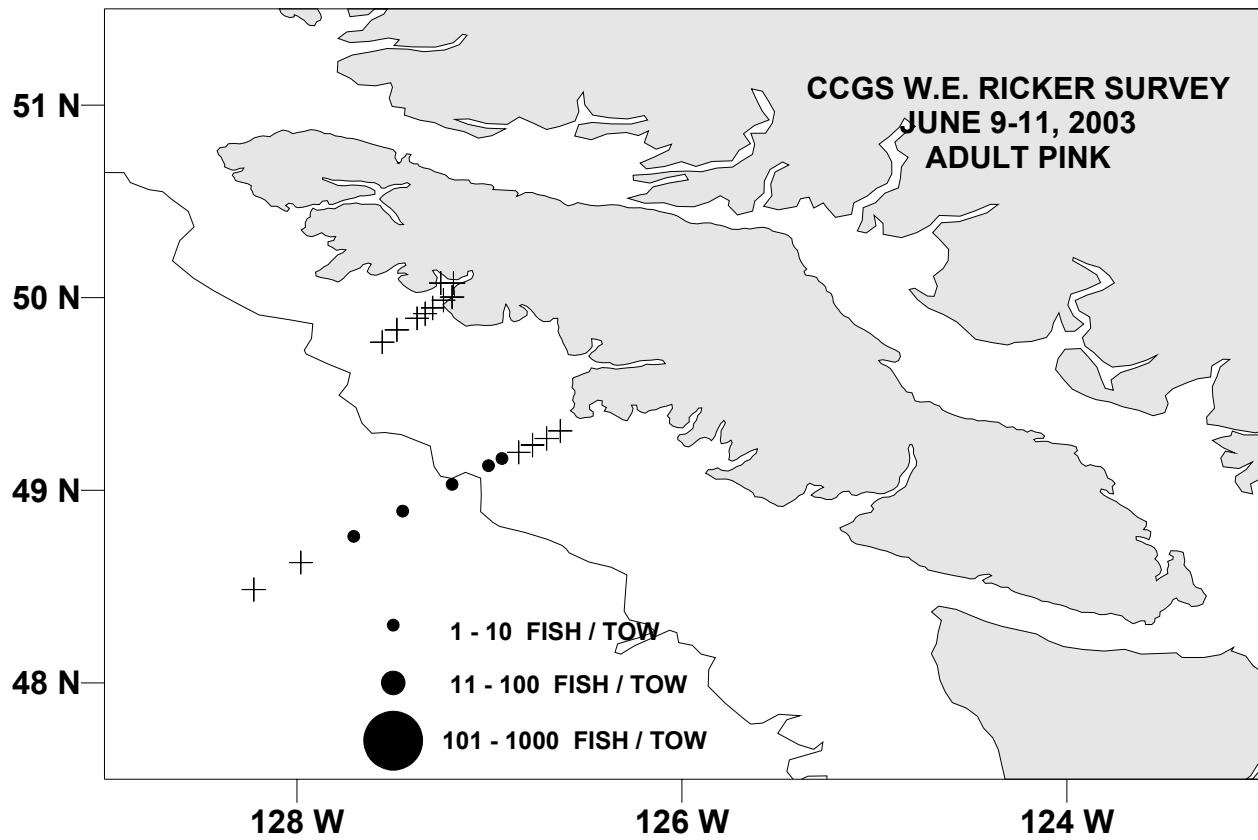 CCGS W.E. RICKER SURVEY
JUNE 9-11, 2003
ADULT PINK
51 N
50 N
49 N
48 N
1 - 10 FISH / TOW
11 - 100 FISH / TOW
101 - 1000 FISH / TOW
128 W
126 W
124 W